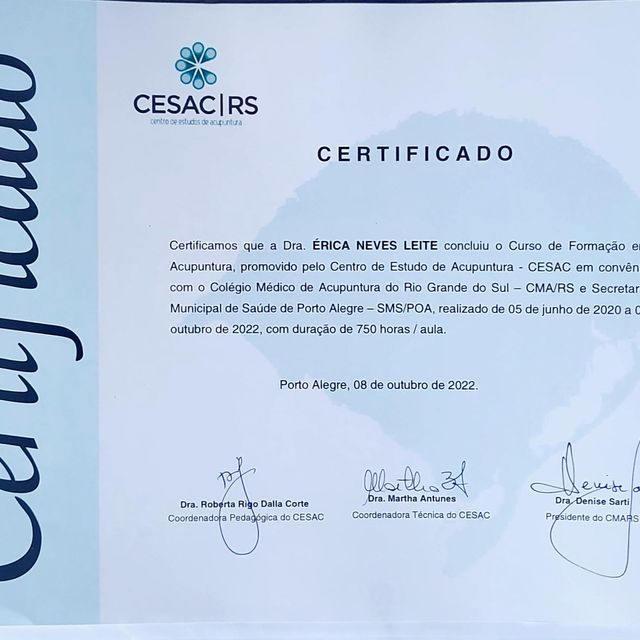 Certificado
CESAC|RS
centro de estudos de acupuntura
CERTIFICADO
Certificamos que a Dra. ÉRICA NEVES LEITE concluiu o Curso de Formação
Acupuntura, promovido pelo Centro de Estudo de Acupuntura - CESAC em
com o Colégio Médico de Acupuntura do Rio Grande do Sul – CMA/RS e
Municipal de Saúde de Porto Alegre – SMS/POA, realizado de 05 de junho de 2020 a
outubro de 2022, com duração de 750 horas / aula.
Porto Alegre, 08 de outubro de 2022.
Dra. Roberta Rigo Dalla Corte
Coordenadora Pedagógica do CESAC
Dra. Martha Antunes
Coordenadora Técnica do CESAC
Dra. Denise Sarti
Presidente do CMARS